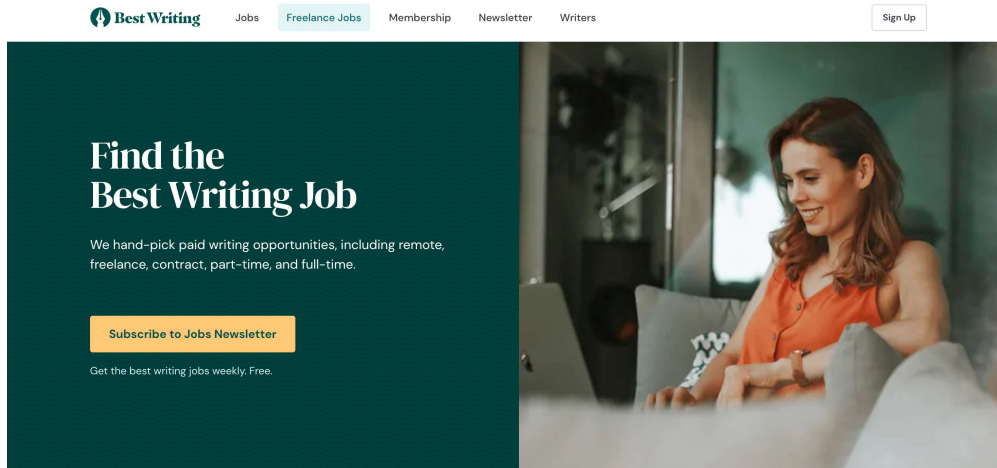 Best Writing
Jobs
Freelance Jobs
Membership
Newsletter
Writers
Sign Up
Find the
Best Writing Job
We hand-pick paid writing opportunities, including remote,
freelance, contract, part-time, and full-time.
Subscribe to Jobs Newsletter
Get the best writing jobs weekly. Free.